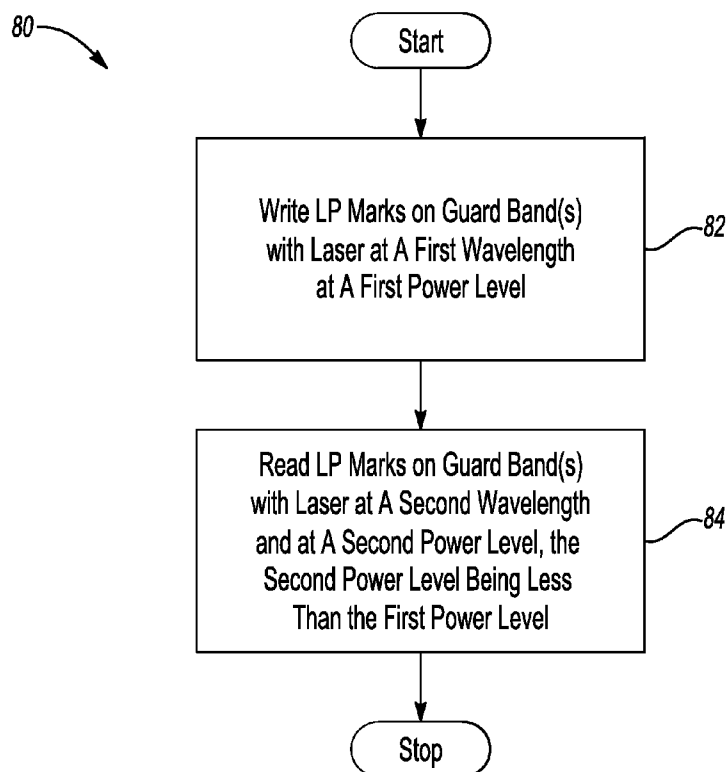 80
Start
Write LP Marks on Guard Band(s)
with Laser at A First Wavelength
at A First Power Level
82
Read LP Marks on Guard Band(s)
with Laser at A Second Wavelength
and at A Second Power Level, the
Second Power Level Being Less
Than the First Power Level
84
Stop